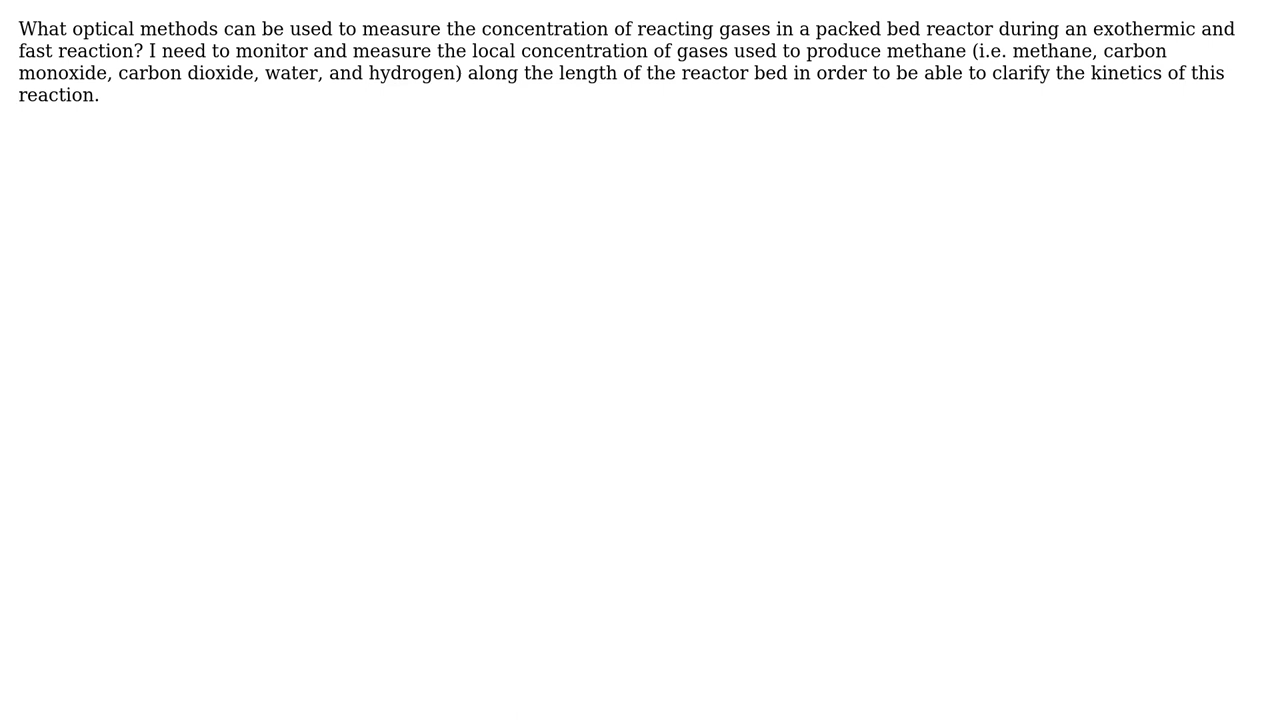 What optical methods can be used to measure the concentration of reacting gases in a packed bed reactor during an exothermic and
fast reaction? I need to monitor and measure the local concentration of gases used to produce methane (i.e. methane, carbon
monoxide, carbon dioxide, water, and hydrogen) along the length of the reactor bed in order to be able to clarify the kinetics of this
reaction.